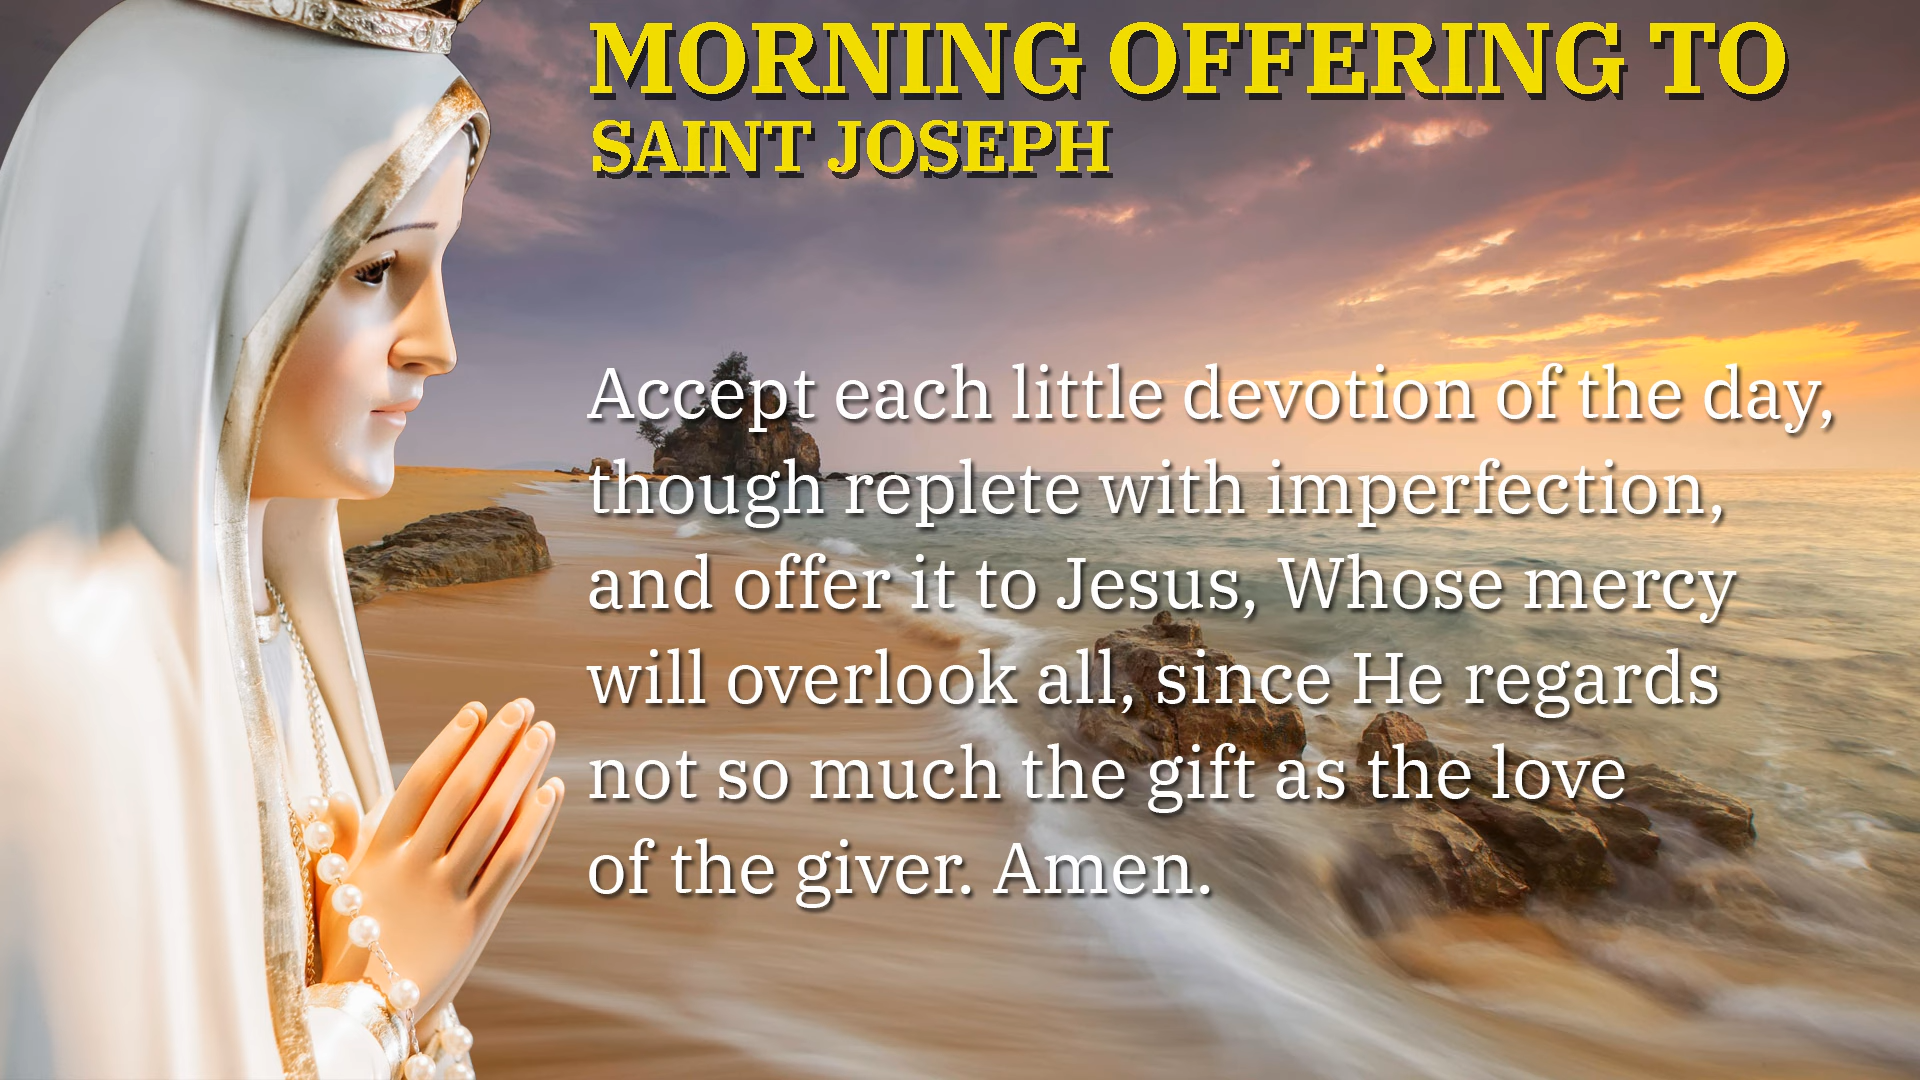 MORNING OFFERING TO
SAINT JOSEPH
Accept each little devotion of the day,
though replete with imperfection,
and offer it to Jesus, Whose mercy
will overlook all, since He regards
not so much the gift as the love
of the giver. Amen.